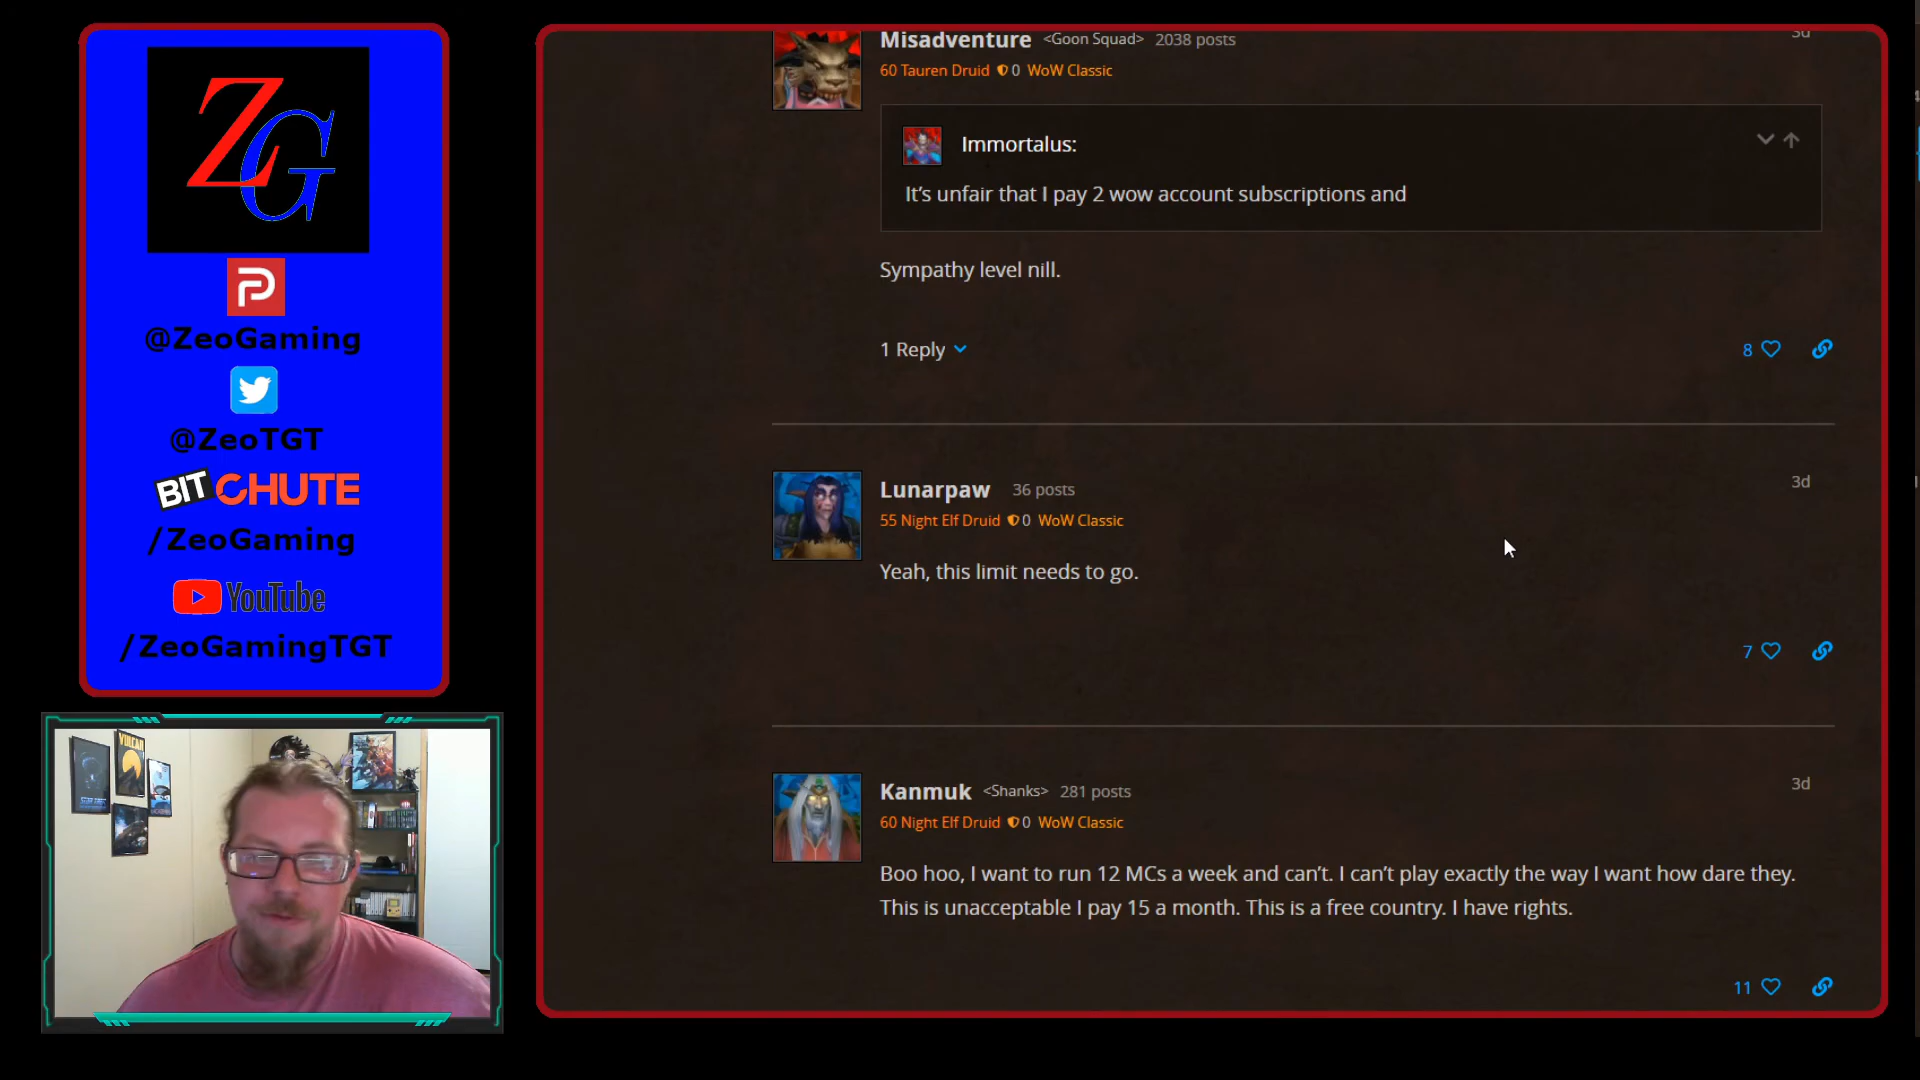 ZG
@ZeoGaming
@ZeoTGT
BIT CHUTE
/ZeoGaming
YouTube
/ZeoGamingTGT
Misadventure <Goon Squad> 2038 posts
3d
60 Tauren Druid 0 WoW Classic
Immortalus:
It's unfair that I pay 2 wow account subscriptions and
Sympathy level nill.
1 Reply
8
Lunarpaw 36 posts
3d
55 Night Elf Druid 0 WoW Classic
Yeah, this limit needs to go.
7
Kanmuk <Shanks> 281 posts
3d
60 Night Elf Druid 0 WoW Classic
Boo hoo, I want to run 12 MCs a week and can't. I can't play exactly the way I want how dare they.
This is unacceptable I pay 15 a month. This is a free country. I have rights.
11
VULCAN